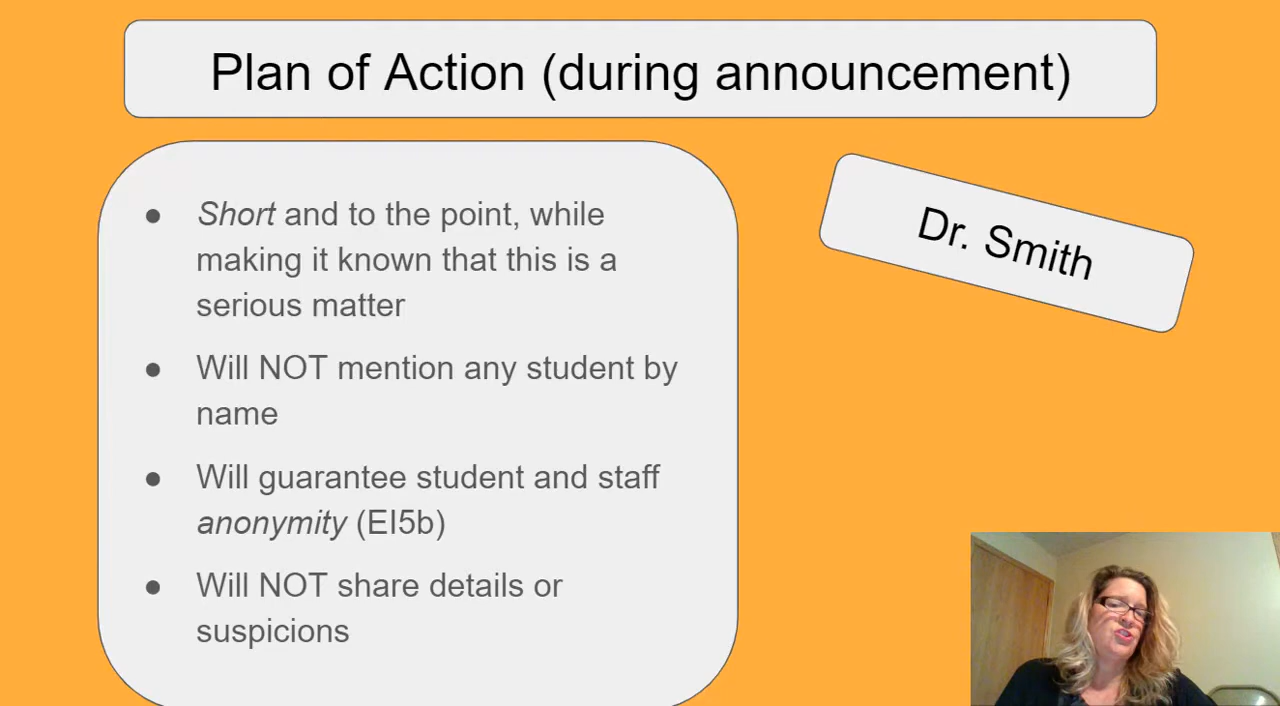 Plan of Action (during announcement)
● Short and to the point, while
making it known that this is a
serious matter
● Will NOT mention any student by
name
● Will guarantee student and staff
anonymity (EI5b)
● Will NOT share details or
suspicions
Dr. Smith